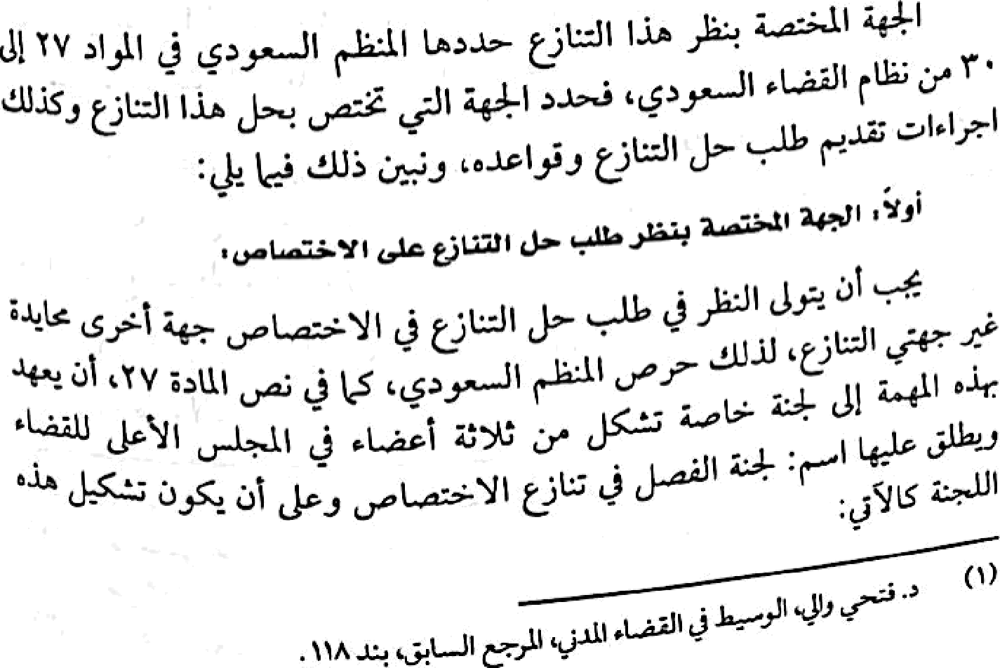 الجهة المختصة بنظر هذا التنازع حددها المنظم السعودي في المواد ٢٧ إلى
٣٠ من نظام القضاء السعودي، فحدد الجهة التي تختص بحل هذا التنازع وكذلك
اجراءات تقديم طلب حل التنازع وقواعده، ونبين ذلك فيما يلي:
أولاً: الجهة المختصة بنظر طلب حل التنازع على الاختصاص:
يجب أن يتولى النظر في طلب حل التنازع في الاختصاص جهة أخرى محايدة
غير جهتي التنازع، لذلك حرص المنظم السعودي، كما في نص المادة ٢٧، أن يعهد
بهذه المهمة إلى لجنة خاصة تشكل من ثلاثة أعضاء في المجلس الأعلى للقضاء
ويطلق عليها اسم: لجنة الفصل في تنازع الاختصاص وعلى أن يكون تشكيل هذه
اللجنة كالآتي:
(١) د. فتحي والي، الوسيط في القضاء المدني، المرجع السابق، بند ١١٨.